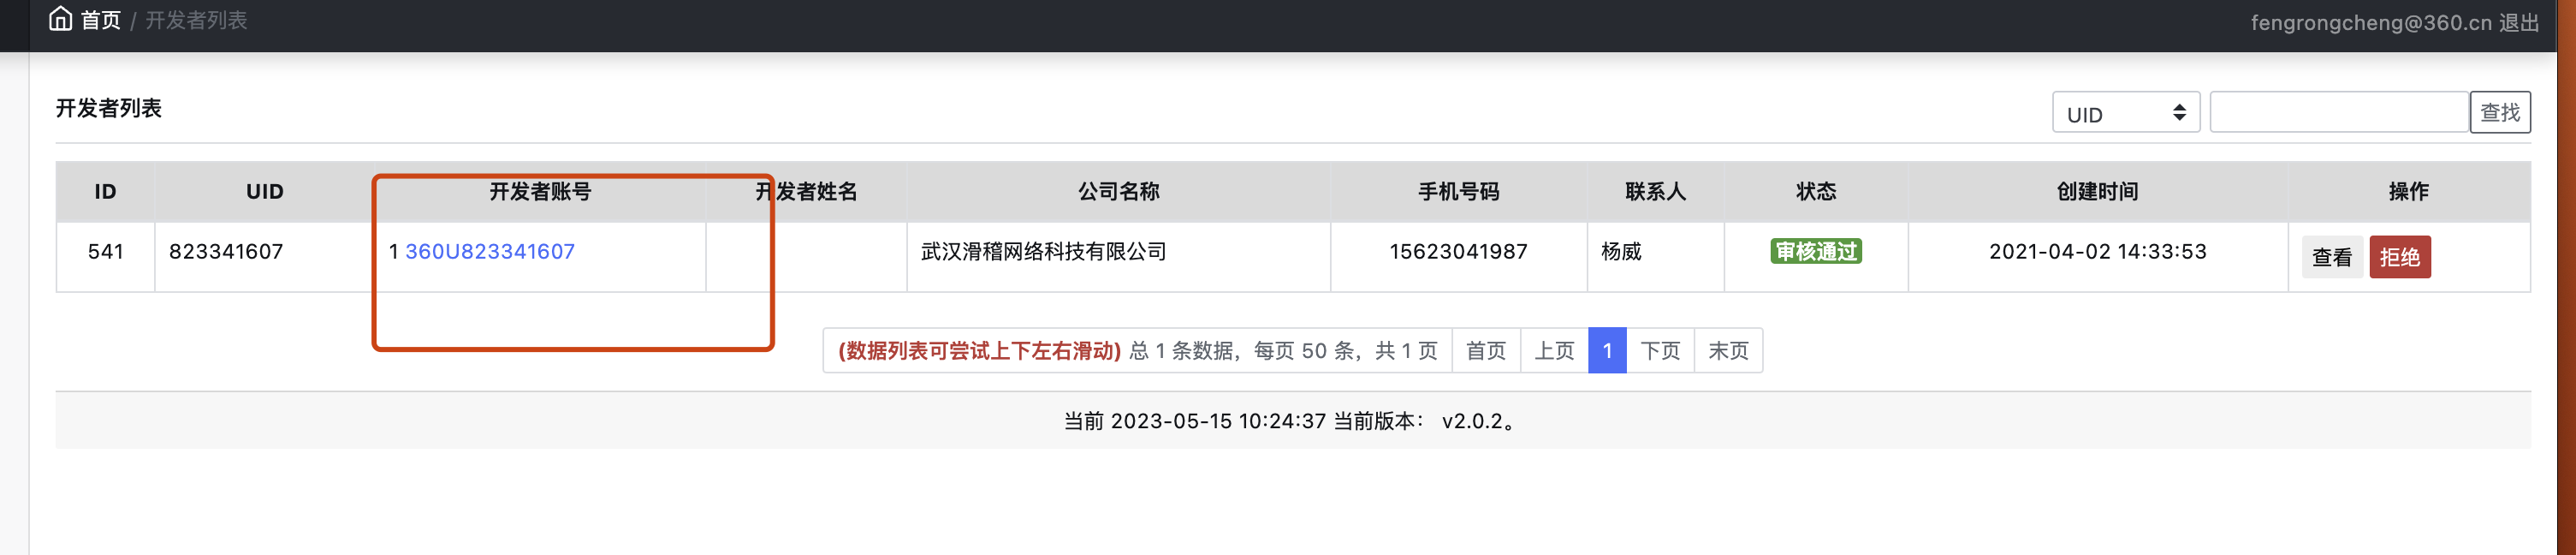 首页 / 开发者列表
fengrongcheng@360.cn 退出
开发者列表
UID 查找
ID UID 开发者账号 开发者姓名 公司名称 手机号码 联系人 状态 创建时间 操作
541 823341607 1 360U823341607 武汉滑稽网络科技有限公司 15623041987 杨威 审核通过 2021-04-02 14:33:53 查看 拒绝
(数据列表可尝试上下左右滑动) 总 1 条数据，每页 50 条，共 1 页 首页 上页 1 下页 末页
当前 2023-05-15 10:24:37 当前版本： v2.0.2。